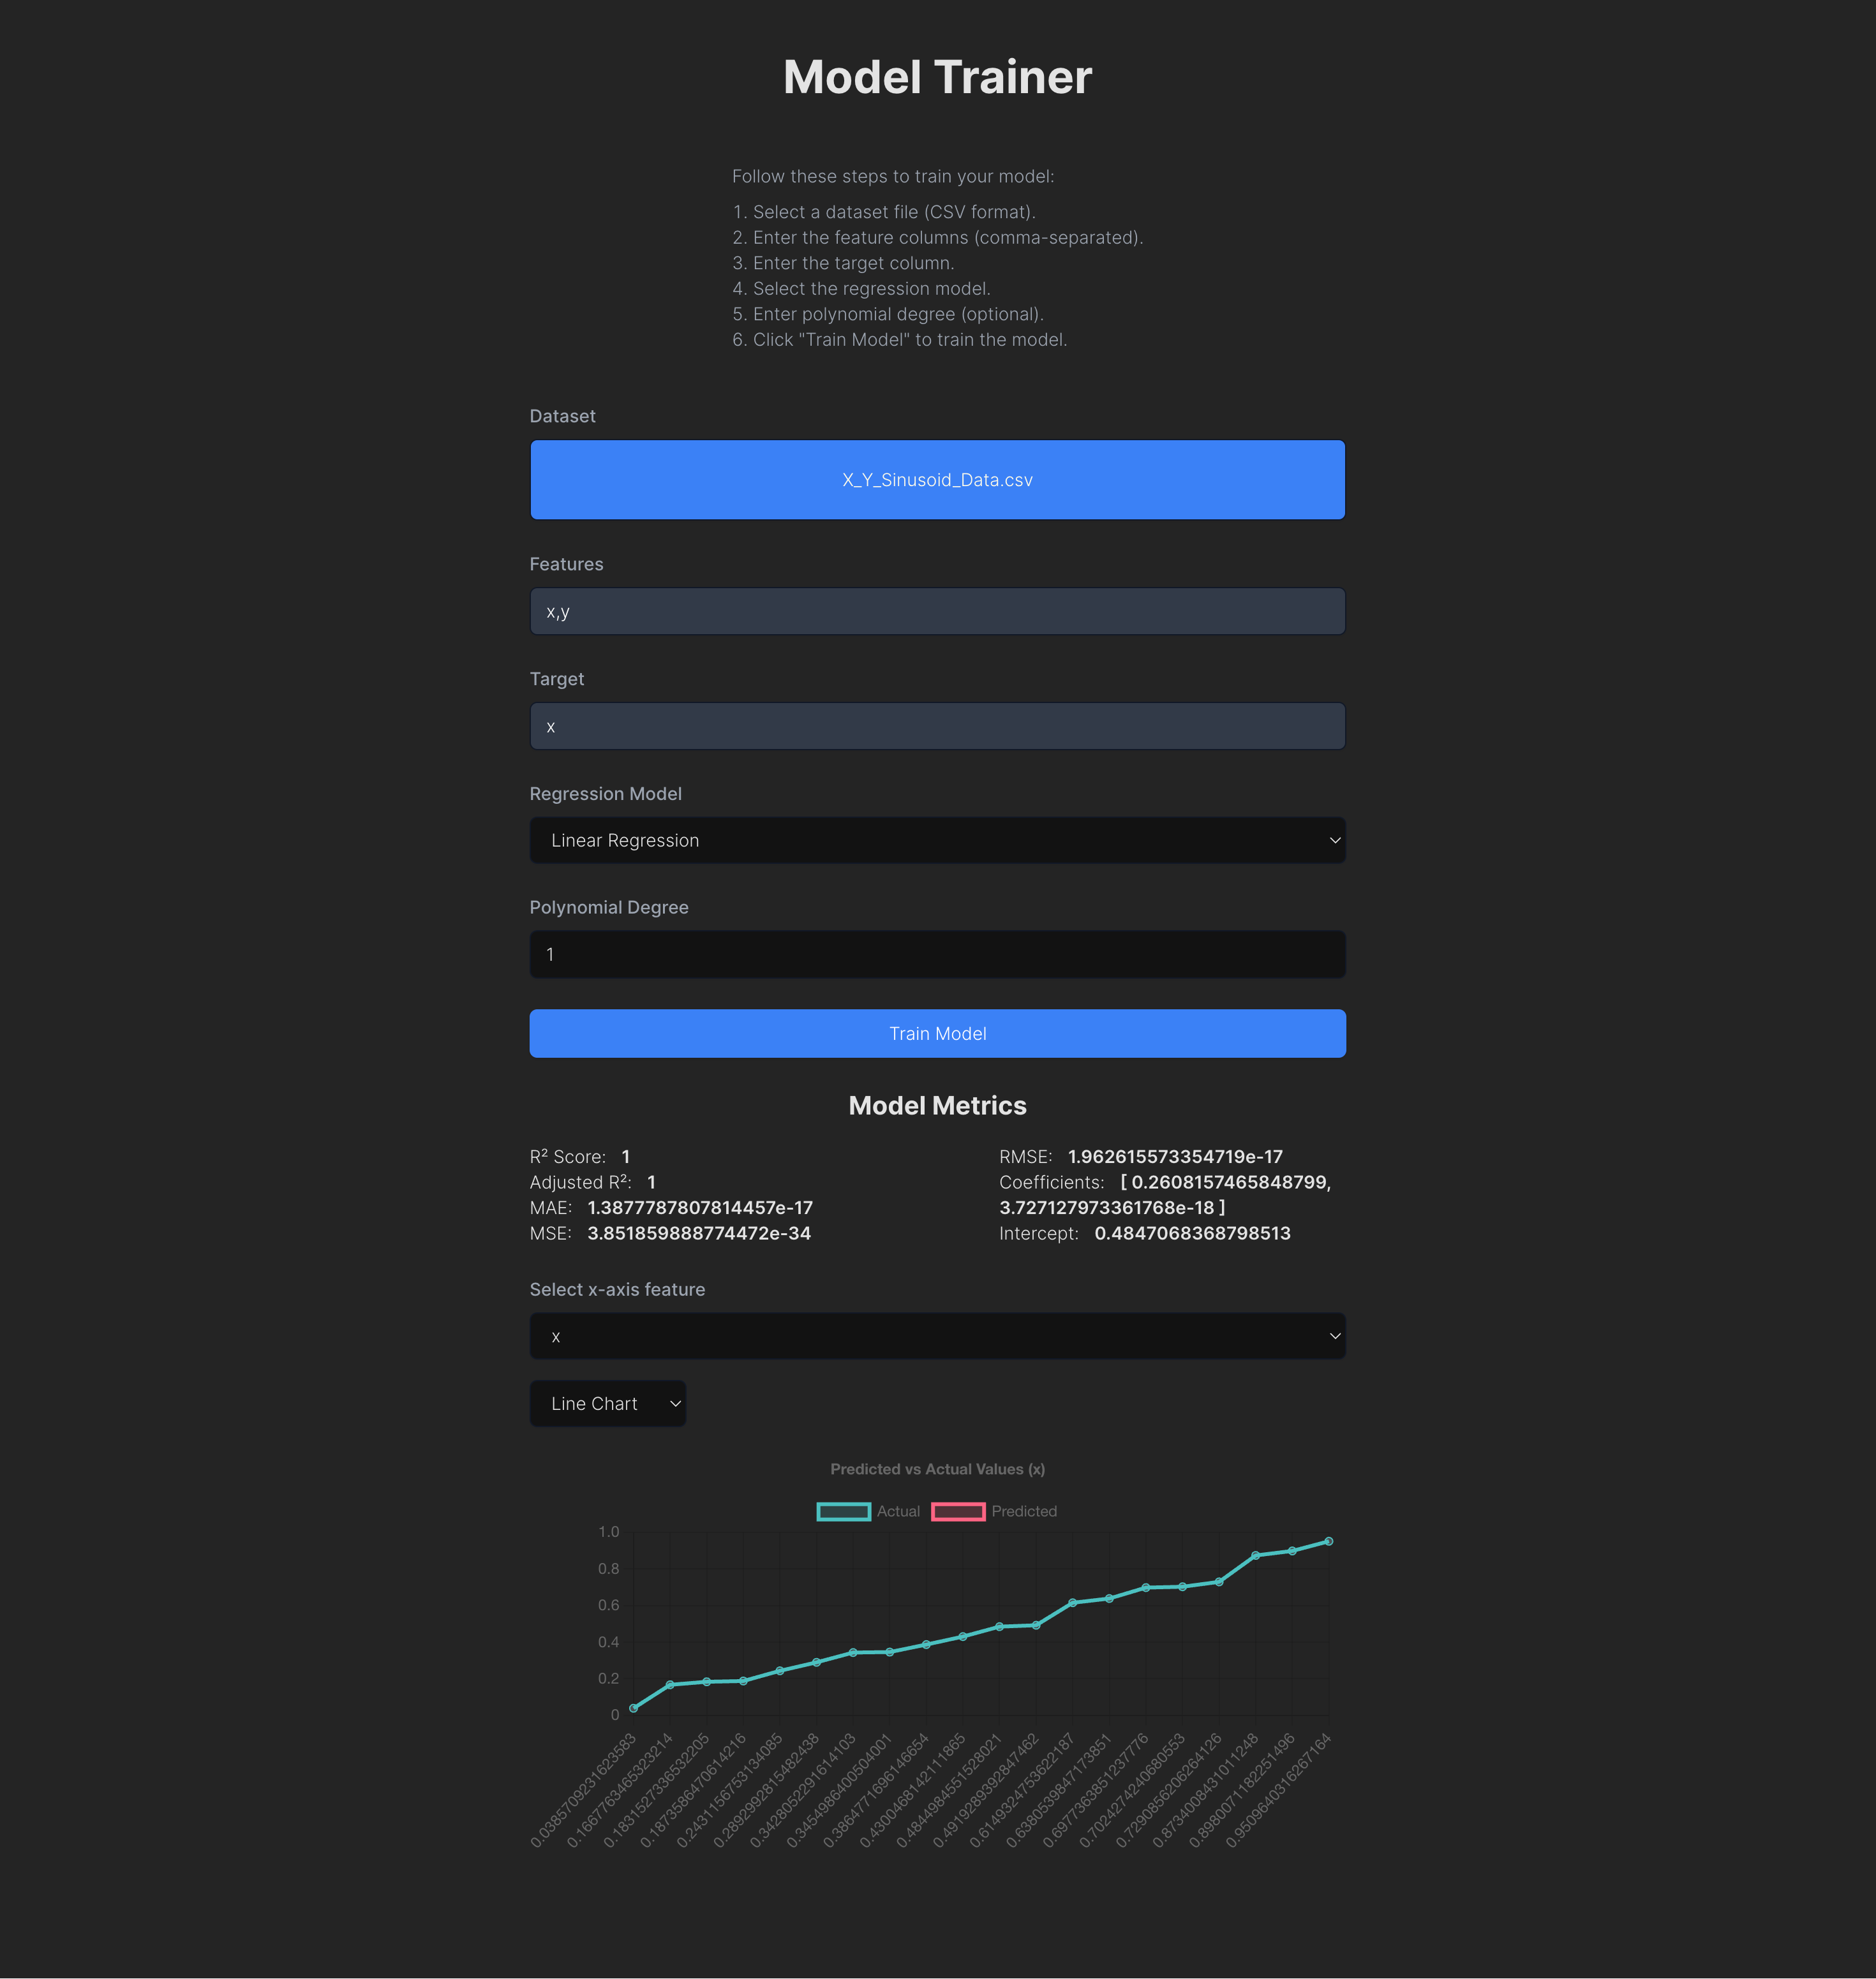 Model Trainer
Follow these steps to train your model:
1. Select a dataset file (CSV format).
2. Enter the feature columns (comma-separated).
3. Enter the target column.
4. Select the regression model.
5. Enter polynomial degree (optional).
6. Click "Train Model" to train the model.
Dataset
X_Y_Sinusoid_Data.csv
Features
x,y
Target
x
Regression Model
Linear Regression
Polynomial Degree
1
Train Model
Model Metrics
R² Score: 1
Adjusted R²: 1
MAE: 1.3877787807814457e-17
MSE: 3.851859888774472e-34
RMSE: 1.962615573354719e-17
Coefficients: [ 0.2608157465848799,
3.727127973361768e-18 ]
Intercept: 0.4847068368798513
Select x-axis feature
x
Line Chart
Predicted vs Actual Values (x)
Actual Predicted
1.0
0.8
0.6
0.4
0.2
0
0.0385709231623583
0.1667763465323214
0.1831527336532205
0.1873586470614216
0.2431156753134085
0.2892992815482438
0.3428052291614103
0.3454986400504001
0.3864771696146654
0.4300468142111865
0.4844984551528021
0.4919289392847462
0.6149324753622187
0.6380539847173851
0.6977363851237776
0.7024274240680553
0.7290856206264126
0.8734008431011248
0.8980071182251496
0.9509640316267164